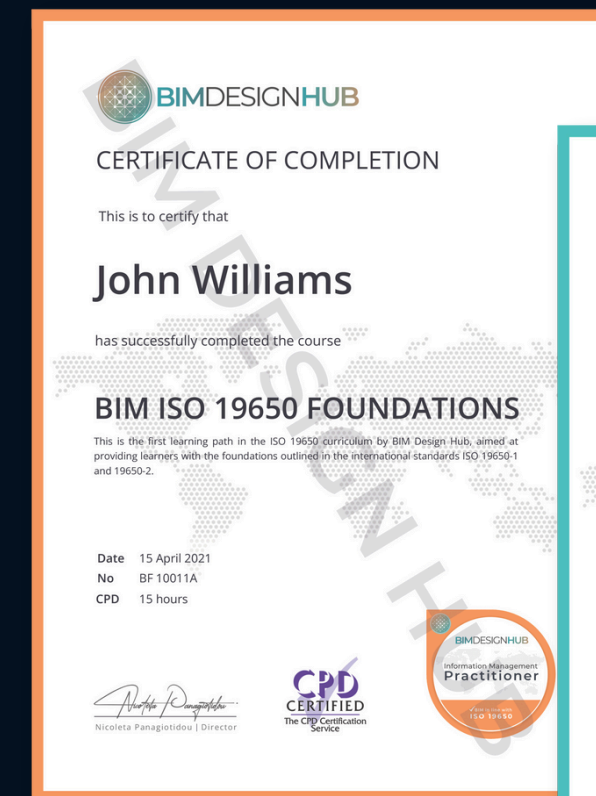 BIMDESIGNHUB
CERTIFICATE OF COMPLETION
This is to certify that
John Williams
has successfully completed the course
BIM ISO 19650 FOUNDATIONS
This is the first learning path in the ISO 19650 curriculum by BIM Design Hub, aimed at
providing learners with the foundations outlined in the international standards ISO 19650-1
and 19650-2.
Date 15 April 2021
No BF 10011A
CPD 15 hours
Nicoleta Panagiotidou
Nicoleta Panagiotidou | Director
CPD
CERTIFIED
The CPD Certification
Service
BIMDESIGNHUB
Information Management
Practitioner
ISO 19650
BIM DESIGN HUB